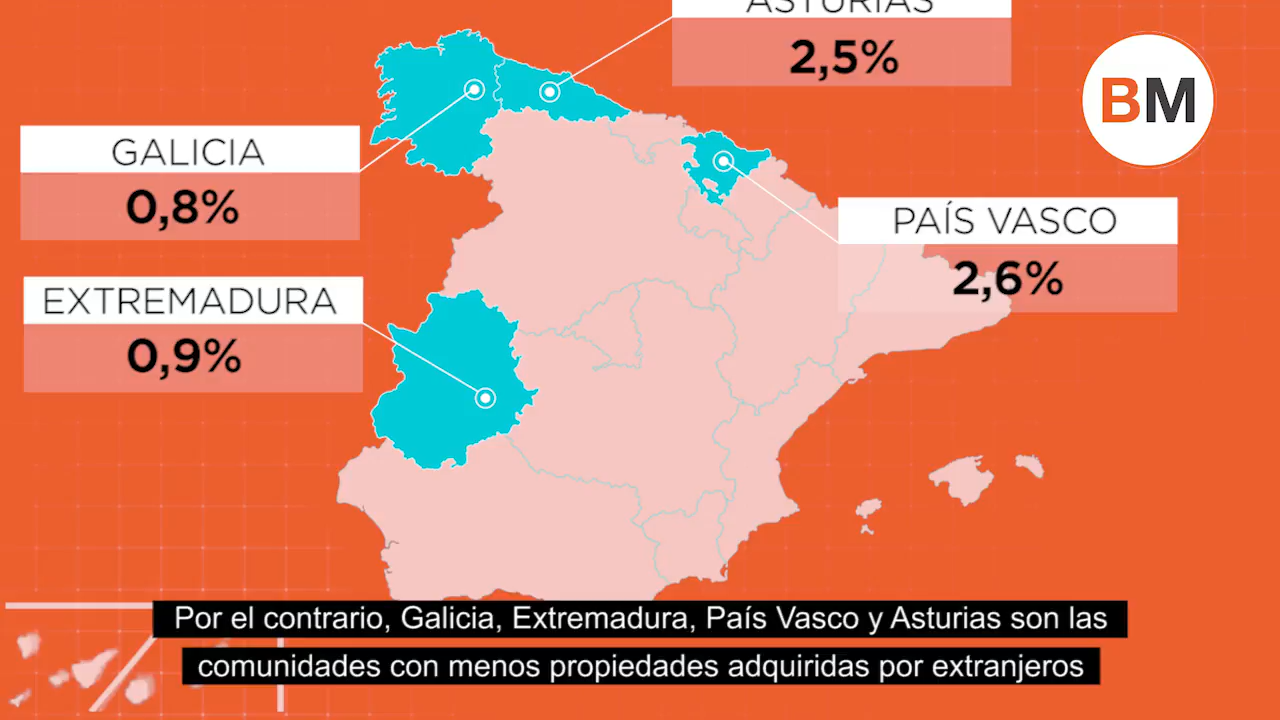 ASTURIAS
2,5%
BM
GALICIA
0,8%
PAÍS VASCO
2,6%
EXTREMADURA
0,9%
Por el contrario, Galicia, Extremadura, País Vasco y Asturias son las
comunidades con menos propiedades adquiridas por extranjeros